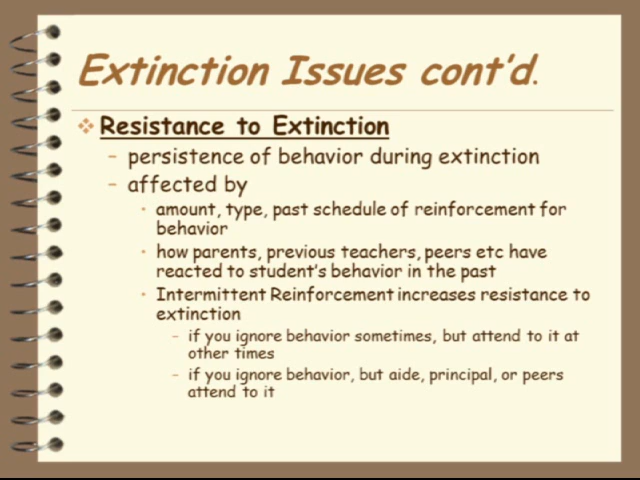 Extinction Issues cont'd.
❖ Resistance to Extinction
– persistence of behavior during extinction
– affected by
• amount, type, past schedule of reinforcement for
behavior
• how parents, previous teachers, peers etc have
reacted to student's behavior in the past
• Intermittent Reinforcement increases resistance to
extinction
– if you ignore behavior sometimes, but attend to it at
other times
– if you ignore behavior, but aide, principal, or peers
attend to it